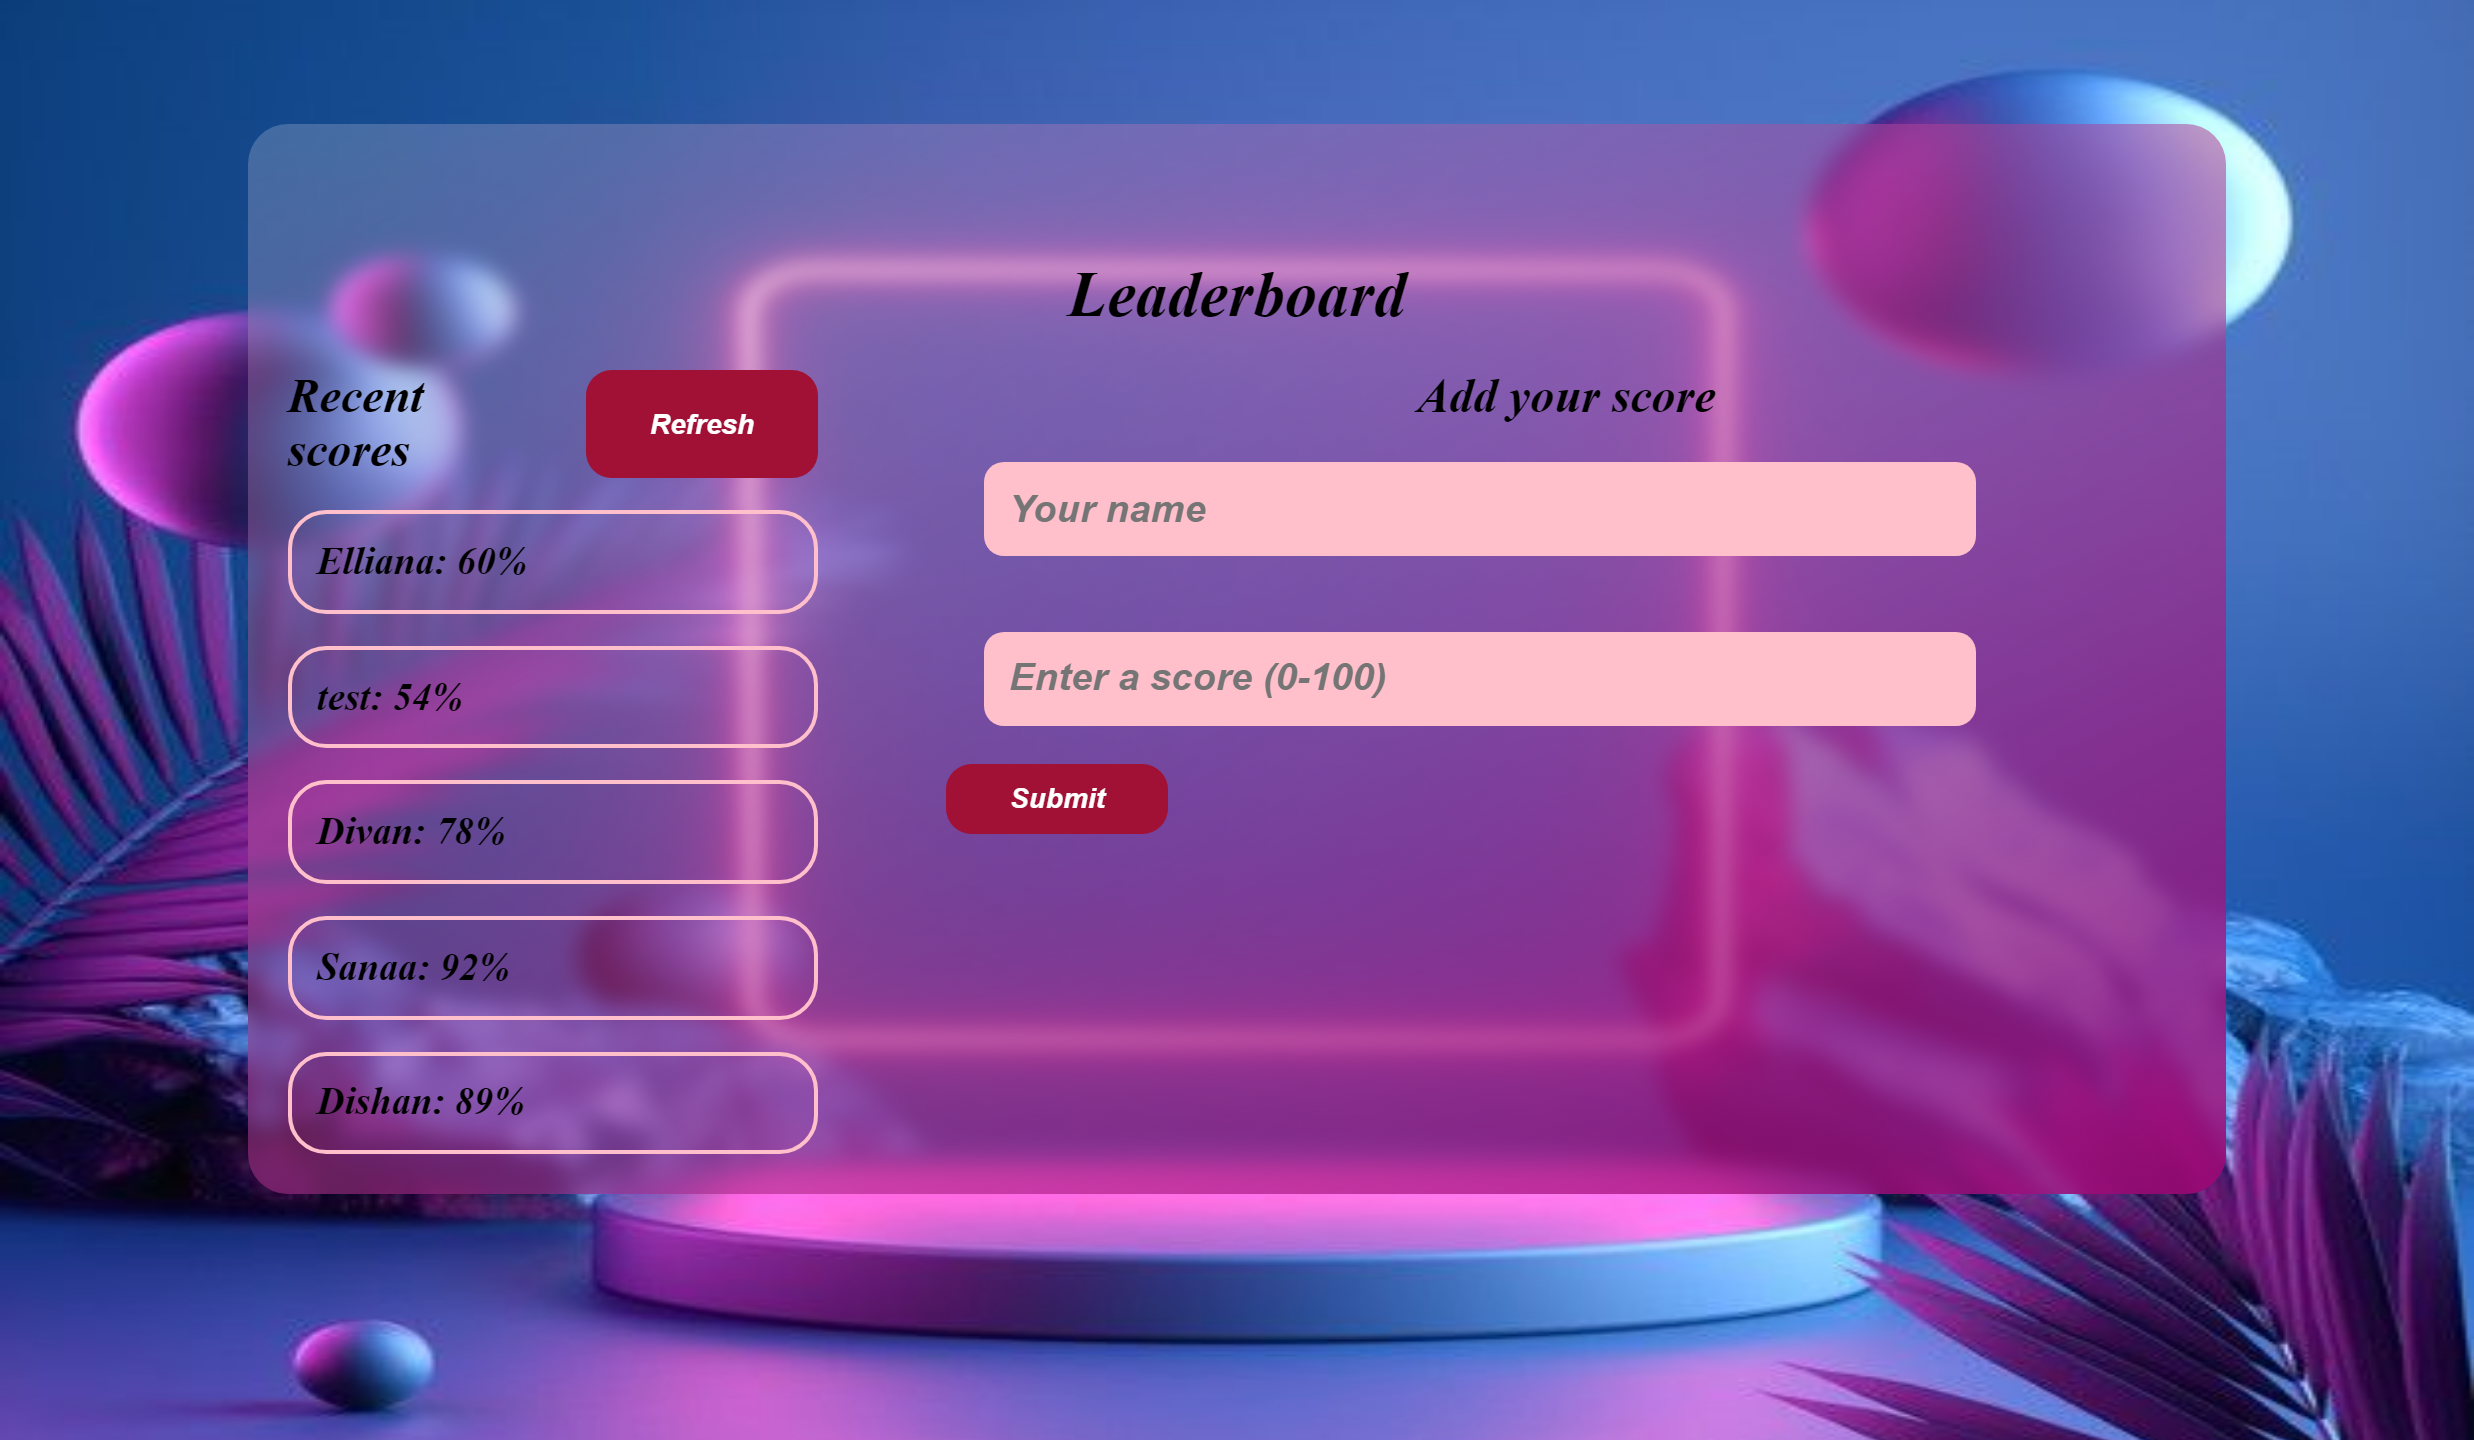 Leaderboard
Recent
scores
Refresh
Elliana: 60%
test: 54%
Divan: 78%
Sanaa: 92%
Dishan: 89%
Add your score
Your name
Enter a score (0-100)
Submit